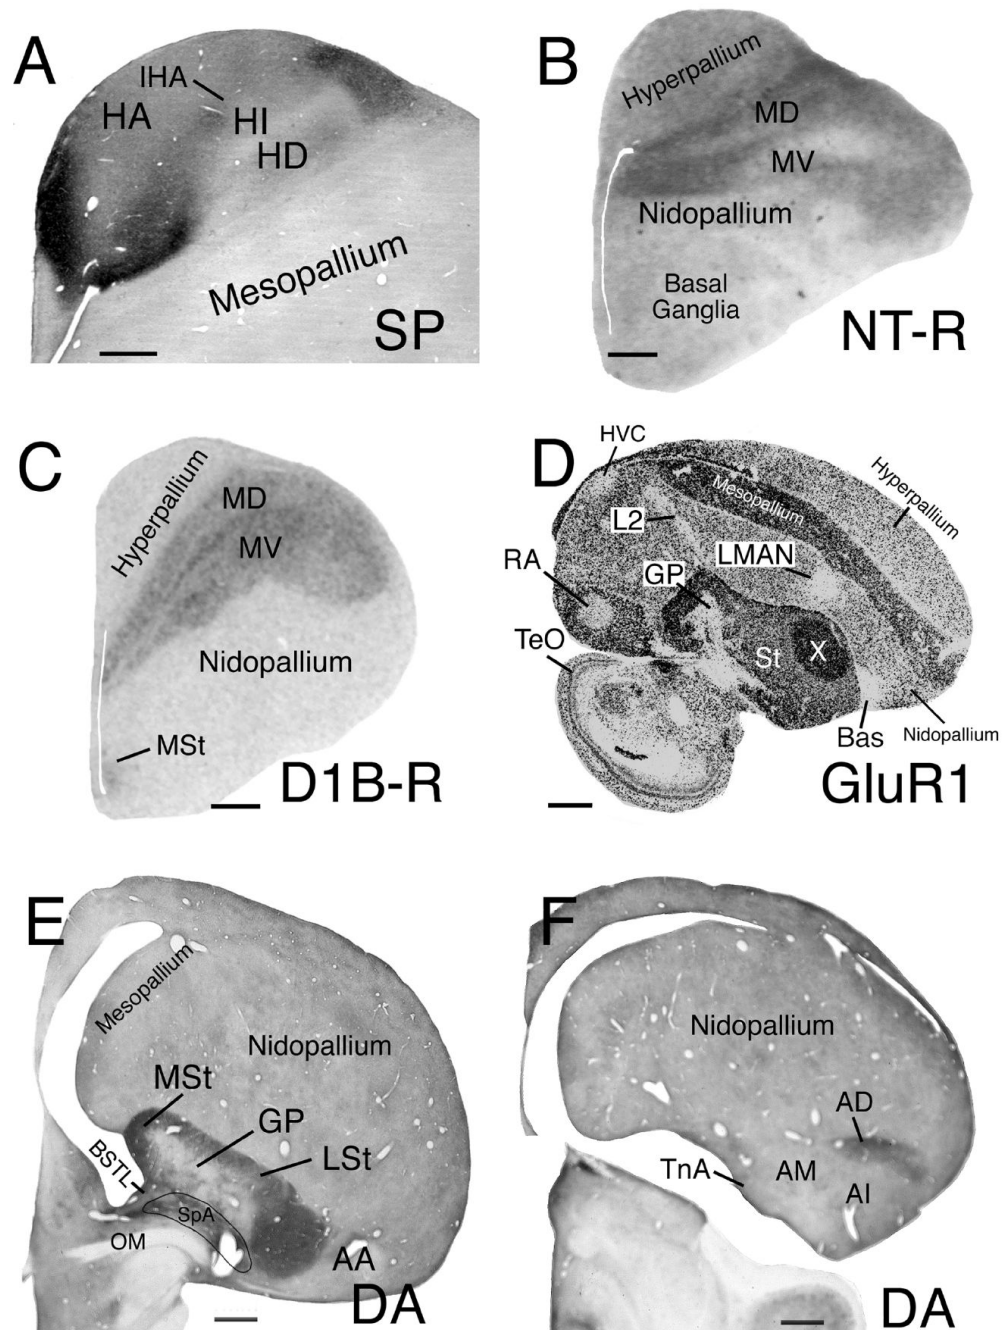 A
IHA
HA
HI
HD
Mesopallium
SP
B
Hyperpallium
MD
MV
Nidopallium
Basal
Ganglia
NT-R
C
Hyperpallium
MD
MV
Nidopallium
MSt
D1B-R
D
HVC
Mesopallium
Hyperpallium
L2
LMAN
RA
GP
TeO
St
X
Bas
Nidopallium
GluR1
E
Mesopallium
Nidopallium
MSt
GP
LSt
BSTL
SpA
OM
AA
DA
F
Nidopallium
AD
TnA
AM
AI
DA